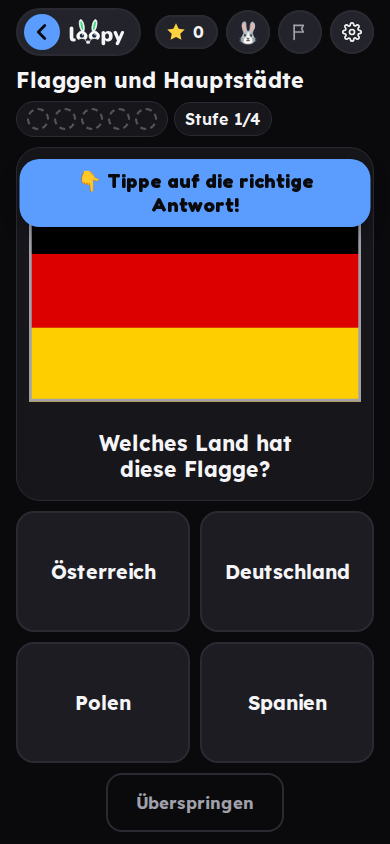 loopy
0
Flaggen und Hauptstädte
Stufe 1/4
👇 Tippe auf die richtige
Antwort!
Welches Land hat
diese Flagge?
Österreich
Deutschland
Polen
Spanien
Überspringen